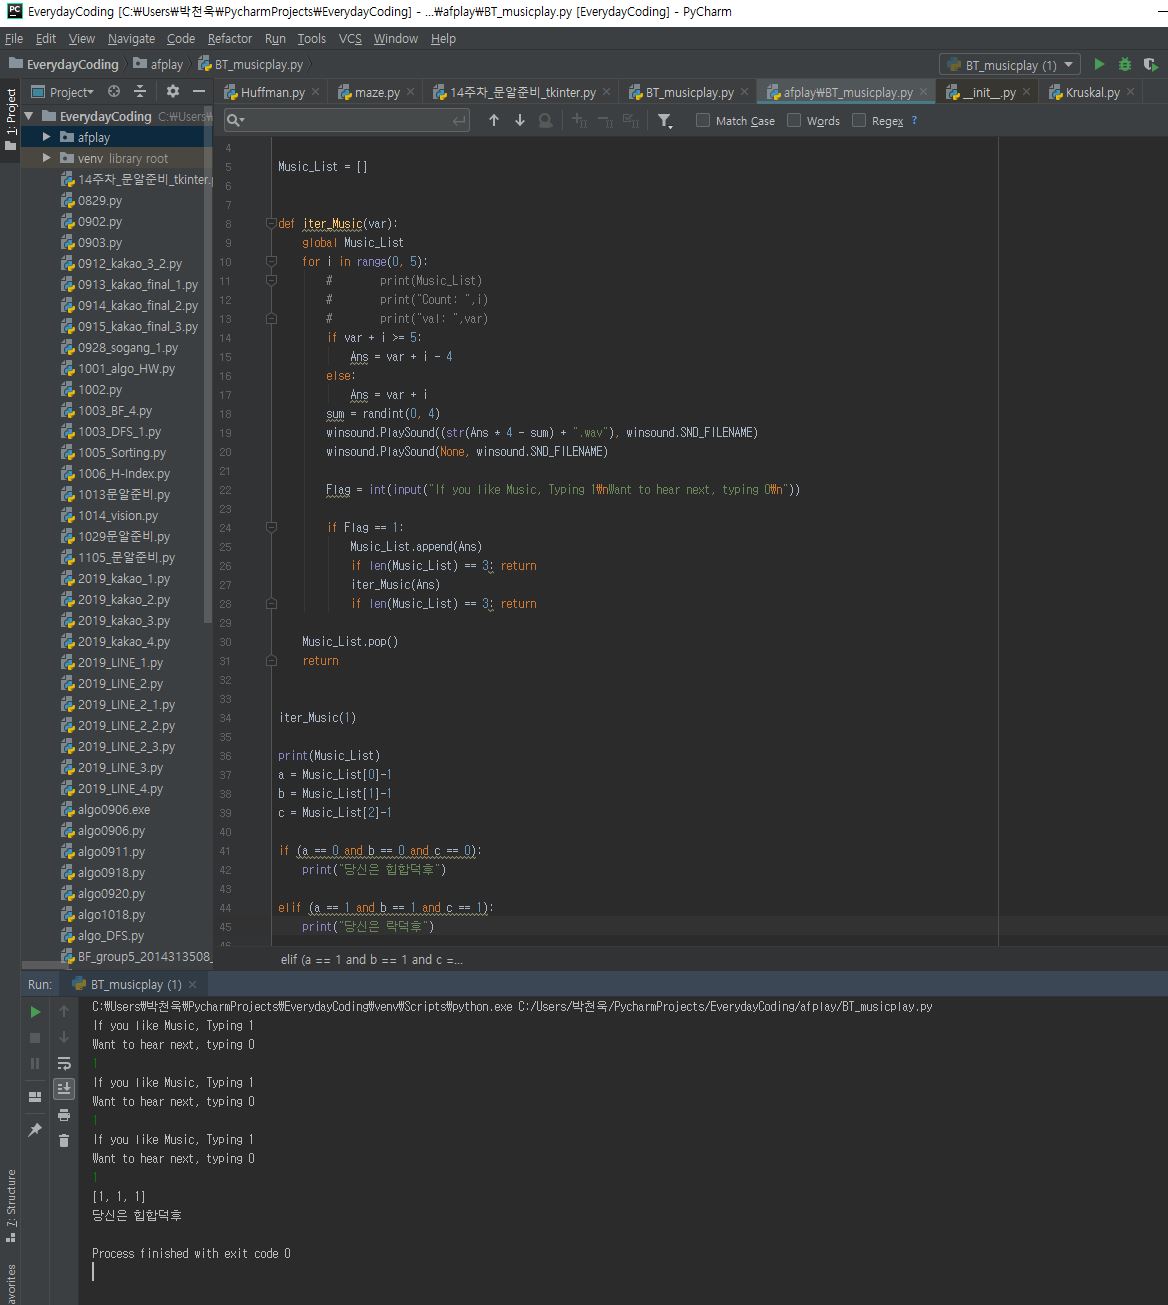 EverydayCoding [C:₩Users₩박천욱₩PycharmProjects₩EverydayCoding] - ...₩afplay₩BT_musicplay.py [EverydayCoding] - PyCharm
File Edit View Navigate Code Refactor Run Tools VCS Window Help
EverydayCoding afplay BT_musicplay.py BT_musicplay (1)
1: Project
Project
Huffman.py maze.py 14주차_문알준비_tkinter.py BT_musicplay.py afplay₩BT_musicplay.py __init__.py Kruskal.py
Match Case Words Regex ?
EverydayCoding C:₩Users₩
afplay
venv library root
14주차_문알준비_tkinter.
0829.py
0902.py
0903.py
0912_kakao_3_2.py
0913_kakao_final_1.py
0914_kakao_final_2.py
0915_kakao_final_3.py
0928_sogang_1.py
1001_algo_HW.py
1002.py
1003_BF_4.py
1003_DFS_1.py
1005_Sorting.py
1006_H-Index.py
1013문알준비.py
1014_vision.py
1029문알준비.py
1105_문알준비.py
2019_kakao_1.py
2019_kakao_2.py
2019_kakao_3.py
2019_kakao_4.py
2019_LINE_1.py
2019_LINE_2.py
2019_LINE_2_1.py
2019_LINE_2_2.py
2019_LINE_2_3.py
2019_LINE_3.py
2019_LINE_4.py
algo0906.exe
algo0906.py
algo0911.py
algo0918.py
algo0920.py
algo1018.py
algo_DFS.py
BF_group5_2014313508_
4
5 Music_List = []
6
7
8 def iter_Music(var):
9 global Music_List
10 for i in range(0, 5):
11 # print(Music_List)
12 # print("Count: ",i)
13 # print("val: ",var)
14 if var + i >= 5:
15 Ans = var + i - 4
16 else:
17 Ans = var + i
18 sum = randint(0, 4)
19 winsound.PlaySound((str(Ans * 4 - sum) + ".wav"), winsound.SND_FILENAME)
20 winsound.PlaySound(None, winsound.SND_FILENAME)
21
22 Flag = int(input("If you like Music, Typing 1₩nWant to hear next, typing 0₩n"))
23
24 if Flag == 1:
25 Music_List.append(Ans)
26 if len(Music_List) == 3: return
27 iter_Music(Ans)
28 if len(Music_List) == 3: return
29
30 Music_List.pop()
31 return
32
33
34 iter_Music(1)
35
36 print(Music_List)
37 a = Music_List[0]-1
38 b = Music_List[1]-1
39 c = Music_List[2]-1
40
41 if (a == 0 and b == 0 and c == 0):
42 print("당신은 힙합덕후")
43
44 elif (a == 1 and b == 1 and c == 1):
45 print("당신은 락덕후")
46
elif (a == 1 and b == 1 and c =...
Run: BT_musicplay (1)
C:₩Users₩박천욱₩PycharmProjects₩EverydayCoding₩venv₩Scripts₩python.exe C:/Users/박천욱/PycharmProjects/EverydayCoding/afplay/BT_musicplay.py
If you like Music, Typing 1
Want to hear next, typing 0
1
If you like Music, Typing 1
Want to hear next, typing 0
1
If you like Music, Typing 1
Want to hear next, typing 0
1
[1, 1, 1]
당신은 힙합덕후
Process finished with exit code 0
7: Structure
avorites